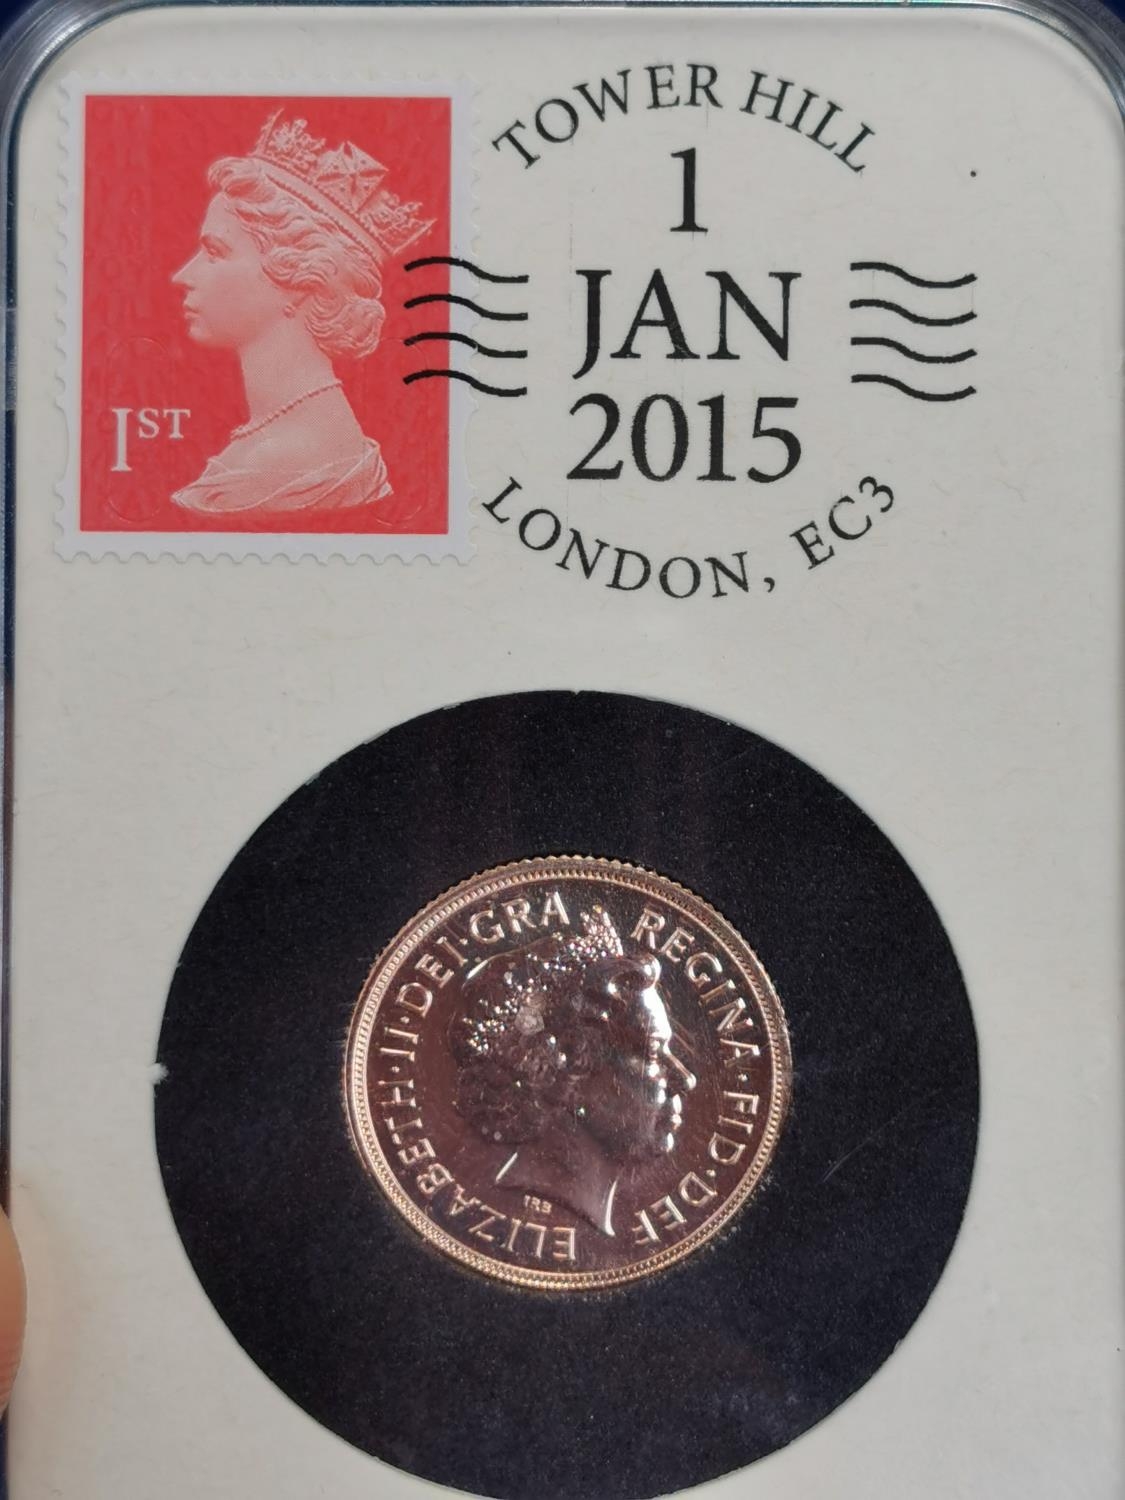 1ST
TOWER HILL
1
JAN
2015
LONDON, EC3
ELIZABETH·II·DEI·GRA REGINA·FID·DEF
IRB